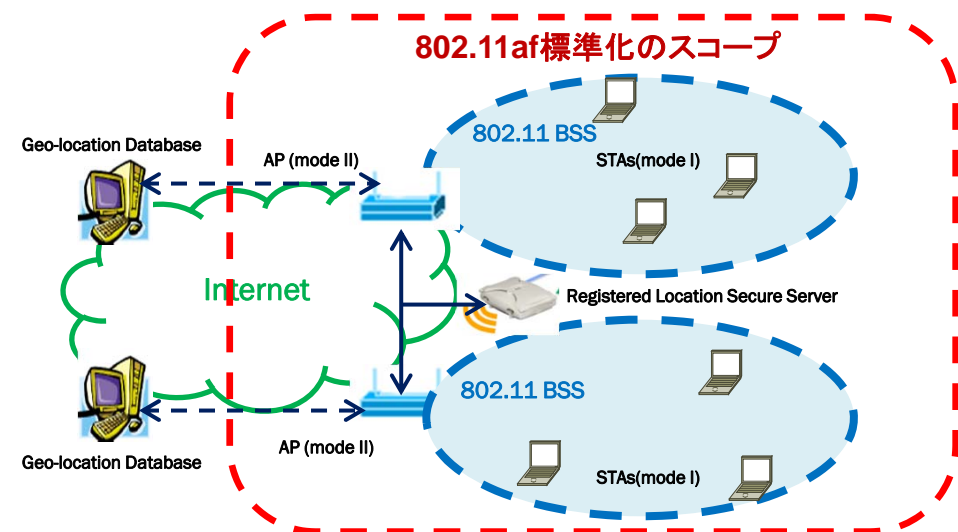 802.11af標準化のスコープ
802.11 BSS
Geo-location Database
AP (mode II)
STAs(mode I)
Internet
Registered Location Secure Server
802.11 BSS
AP (mode II)
Geo-location Database
STAs(mode I)